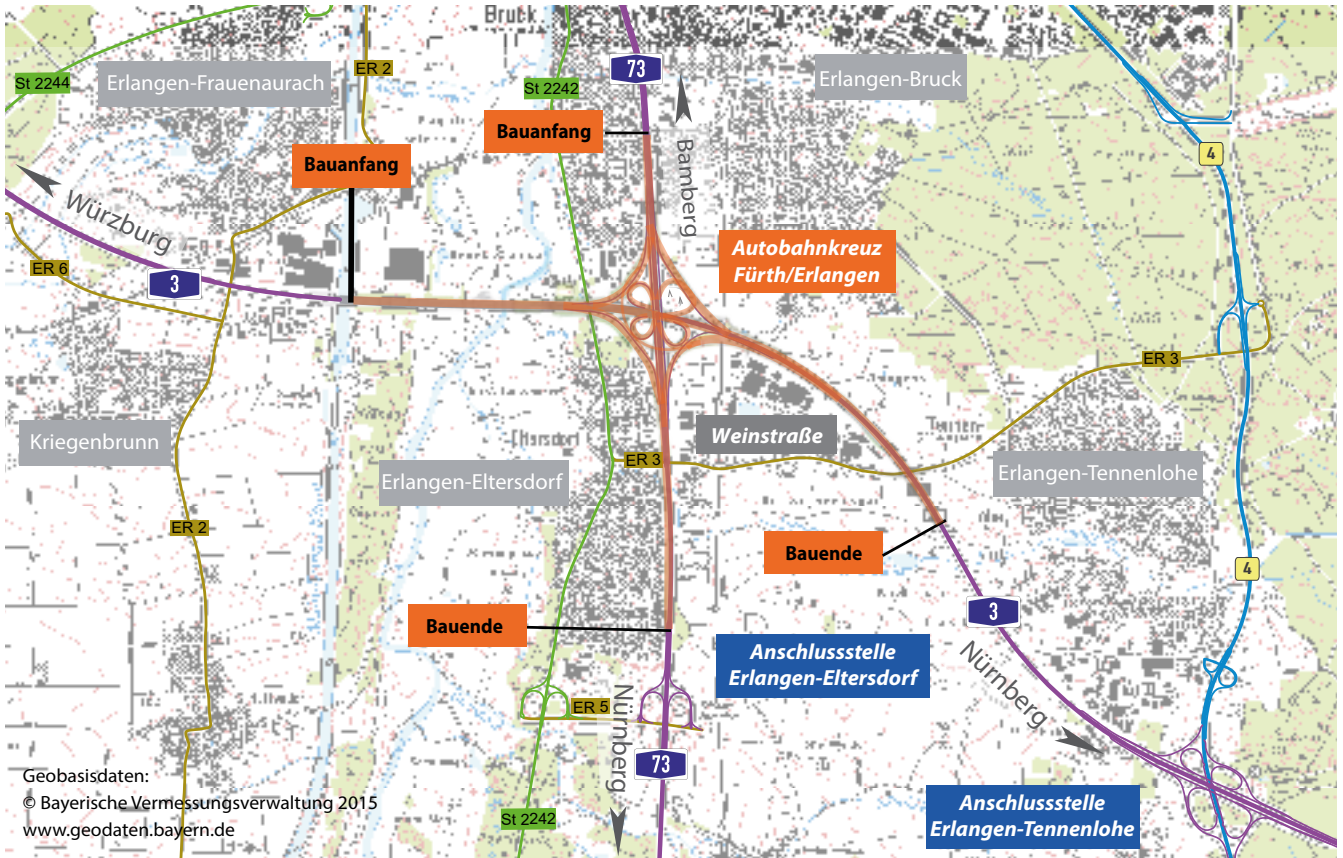 Bruck
St 2244
Erlangen-Frauenaurach
ER 2
St 2242
73
Erlangen-Bruck
Bauanfang
Bauanfang
Bamberg
4
Würzburg
Autobahnkreuz
Fürth/Erlangen
ER 6
3
ER 3
Kriegenbrunn
Weinstraße
ER 3
Erlangen-Eltersdorf
Erlangen-Tennenlohe
ER 2
Bauende
4
3
Bauende
Anschlussstelle
Erlangen-Eltersdorf
Nürnberg
Nürnberg
ER 5
73
Geobasisdaten:
© Bayerische Vermessungsverwaltung 2015
www.geodaten.bayern.de
St 2242
Anschlussstelle
Erlangen-Tennenlohe